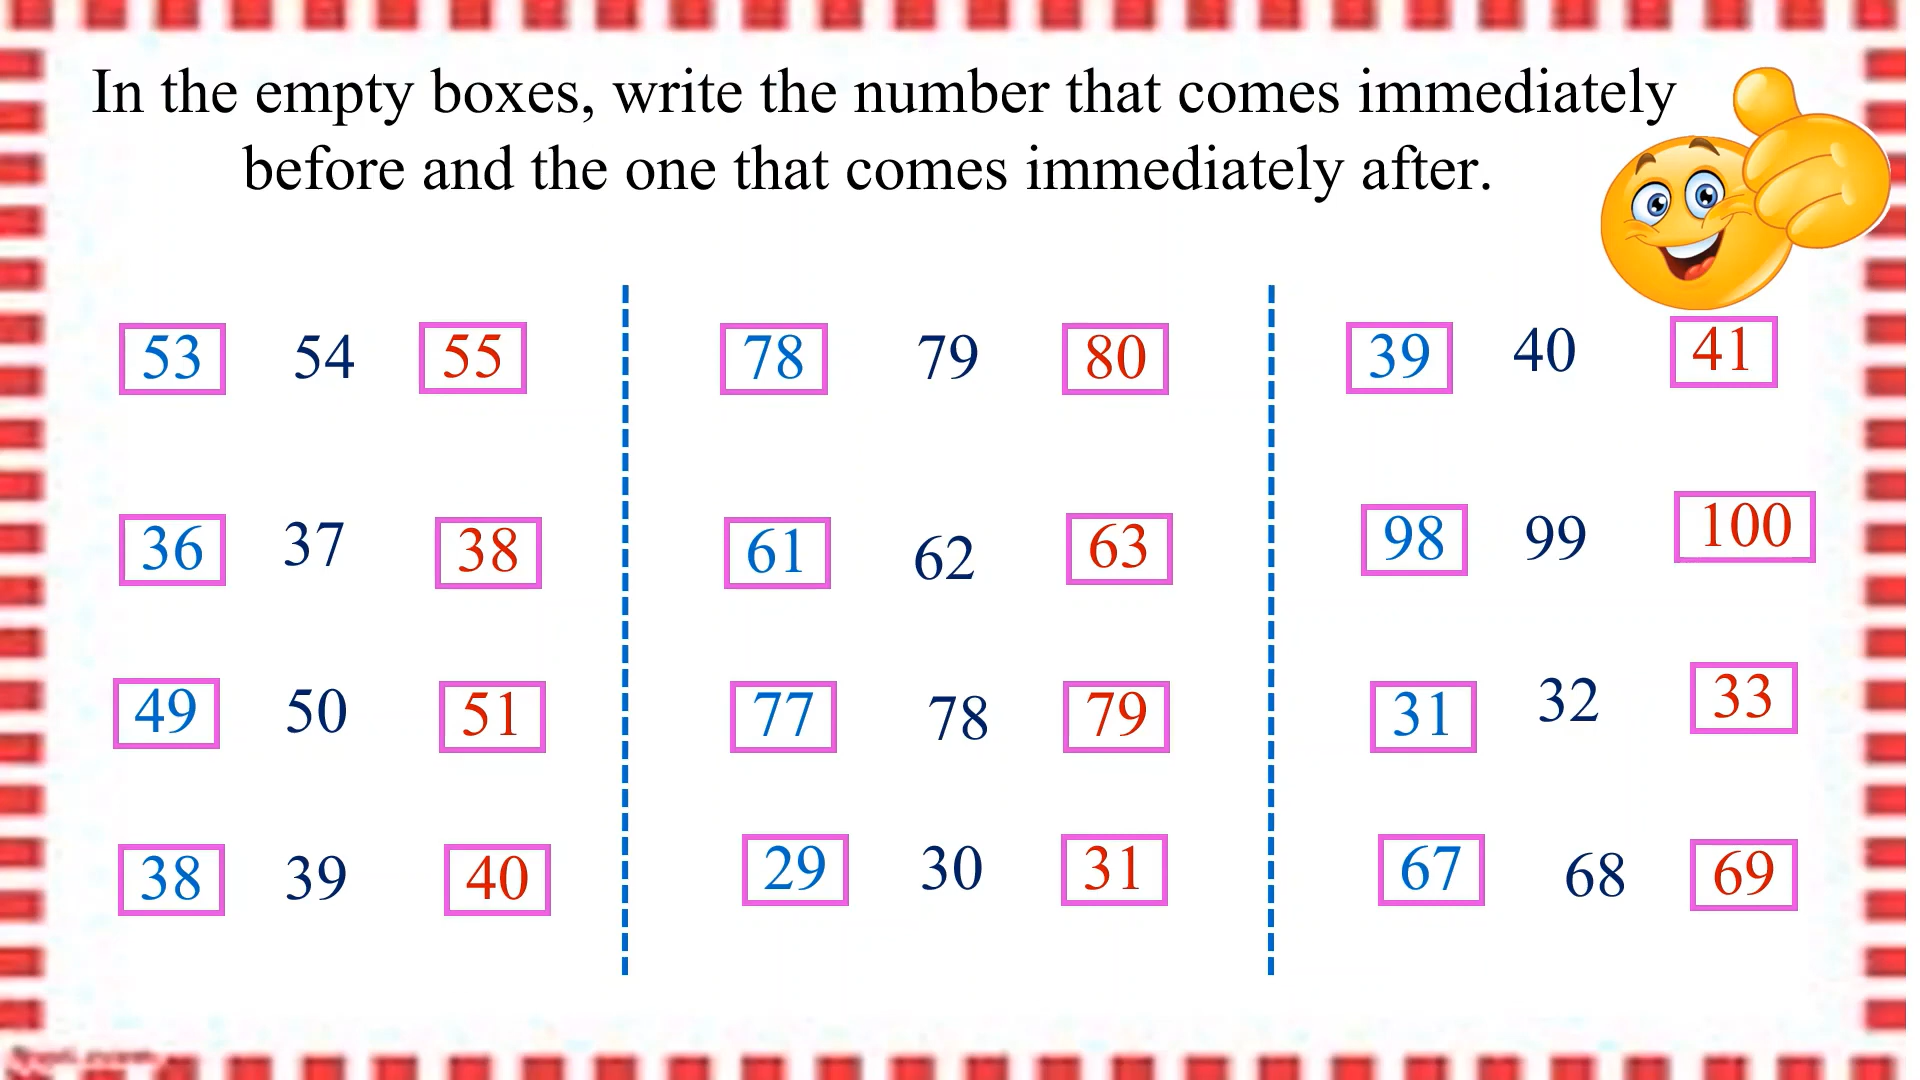 In the empty boxes, write the number that comes immediately
before and the one that comes immediately after.
53 54 55 78 79 80 39 40 41
36 37 38 61 62 63 98 99 100
49 50 51 77 78 79 31 32 33
38 39 40 29 30 31 67 68 69